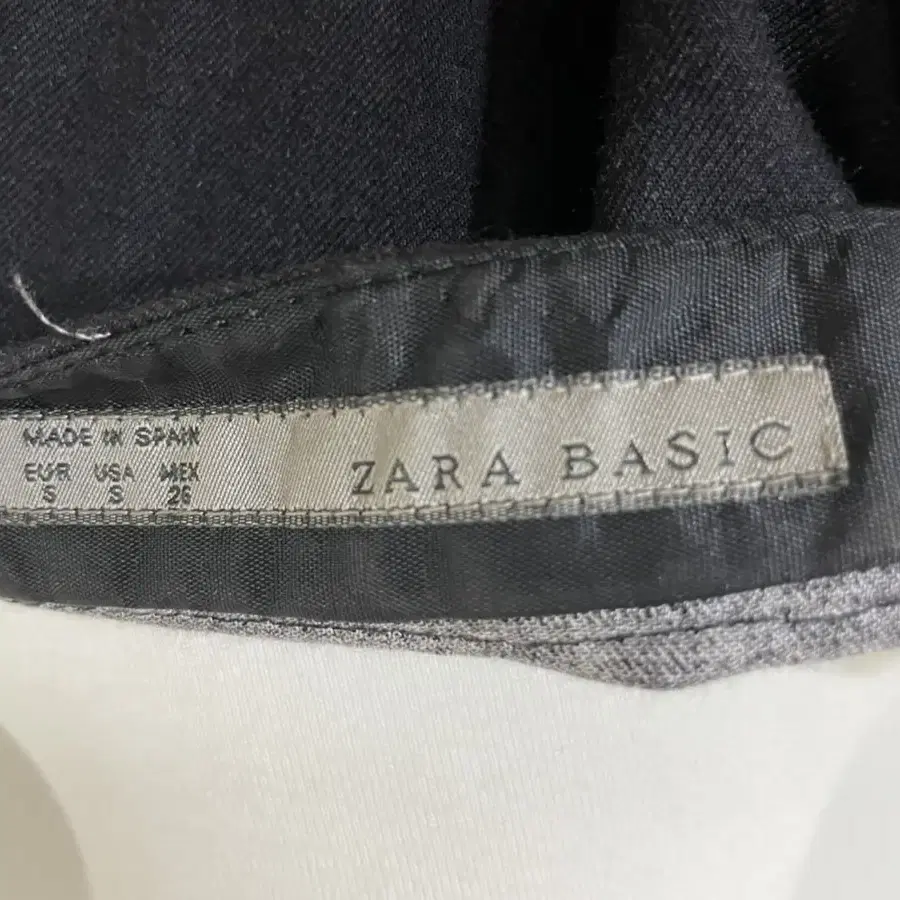 MADE IN SPAIN
EUR USA MEX
S S 26
ZARA BASIC